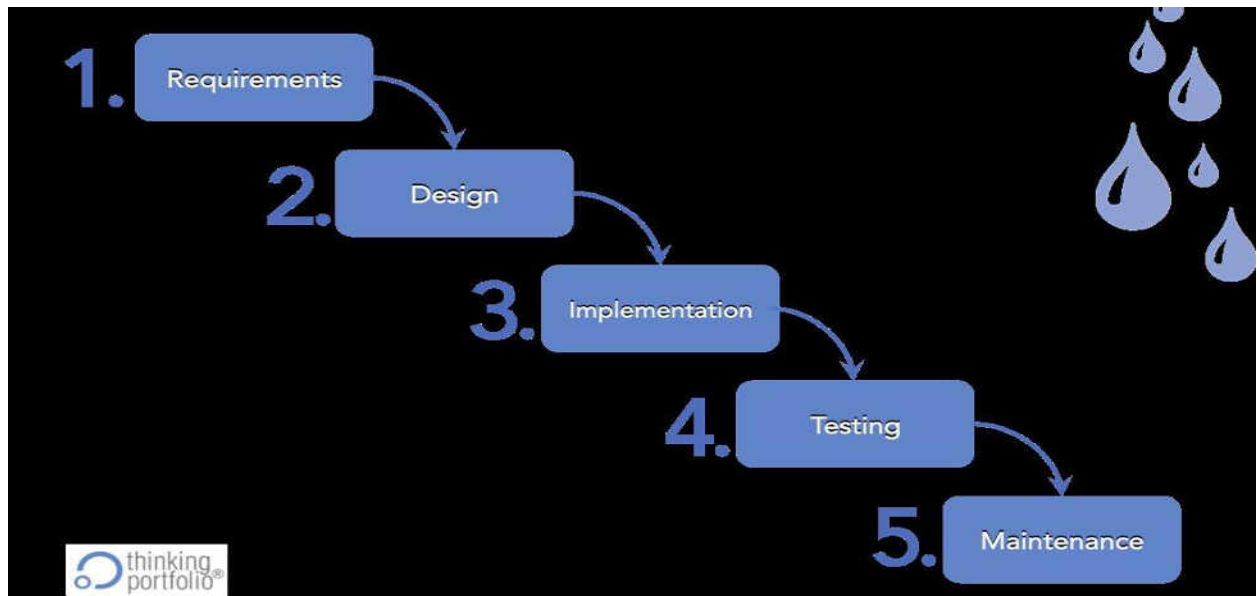 1. Requirements
2. Design
3. Implementation
4. Testing
5. Maintenance
thinking
portfolio®